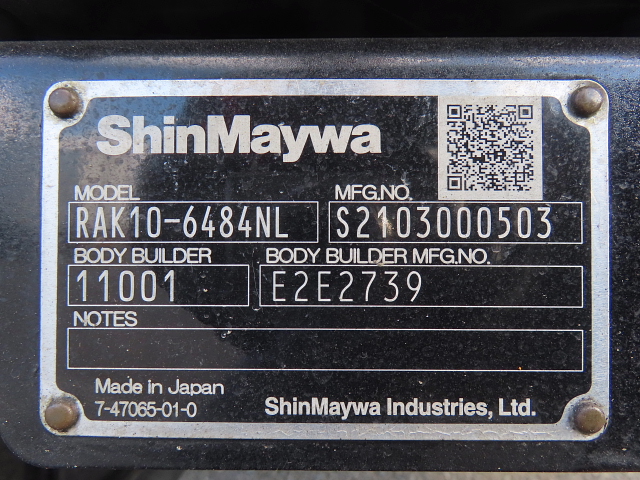 ShinMaywa
MODEL MFG.NO.
RAK10-6484NL S2103000503
BODY BUILDER BODY BUILDER MFG.NO.
11001 E2E2739
NOTES
Made in Japan
7-47065-01-0 ShinMaywa Industries, Ltd.